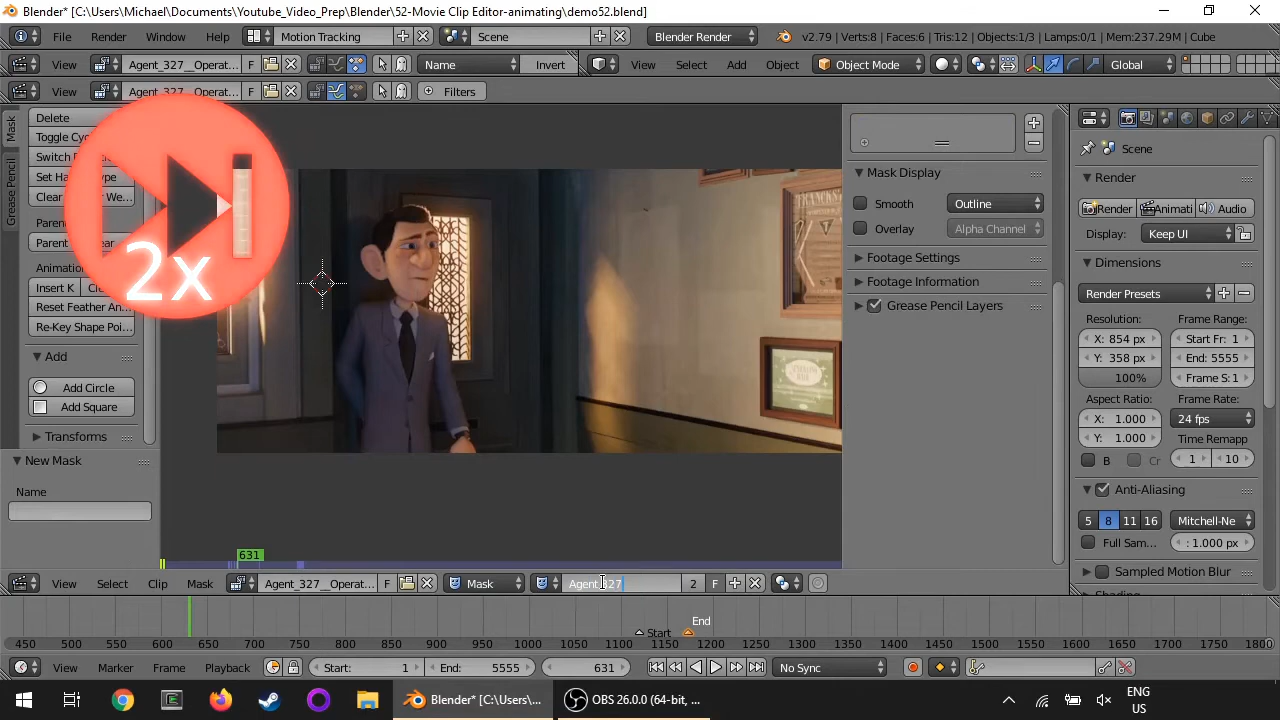 Blender* [C:\Users\Michael\Documents\Youtube_Video_Prep\Blender\52-Movie Clip Editor-animating\demo52.blend]
File Render Window Help Motion Tracking Scene Blender Render v2.79 | Verts:8 | Faces:6 | Tris:12 | Objects:1/3 | Lamps:0/1 | Mem:237.29M | Cube
View Agent_327__Operat... F Name Invert View Select Add Object Object Mode Global
View Agent_327__Operat... F Filters
Mask
Grease Pencil
Delete
Toggle Cyc
Switch
Set Ha
Clear We...
Paren
Parent
Animation
Insert K
Reset Feather An...
Re-Key Shape Poi...
Add
Add Circle
Add Square
Transforms
New Mask
Name
2x
Mask Display
Smooth Outline
Overlay Alpha Channel
Footage Settings
Footage Information
Grease Pencil Layers
Scene
Render
Render Animati Audio
Display: Keep UI
Dimensions
Render Presets
Resolution: Frame Range:
X: 854 px Start Fr: 1
Y: 358 px End: 5555
100% Frame S:1
Aspect Ratio: Frame Rate:
X: 1.000 24 fps
Y: 1.000 Time Remapp
B Cr 1 10
Anti-Aliasing
5 8 11 16 Mitchell-Ne
Full Sam... : 1.000 px
Sampled Motion Blur
631
View Select Clip Mask Agent_327__Operat... F Mask Agent_327 2 F
End
Start
450 500 550 600 650 700 750 800 850 900 950 1000 1050 1100 1150 1200 1250 1300 1350 1400 1450 1500 1550 1600 1650 1700 1750 1800
View Marker Frame Playback Start: 1 End: 5555 631 No Sync
Blender* [C:\Users\... OBS 26.0.0 (64-bit, ... ENG
US